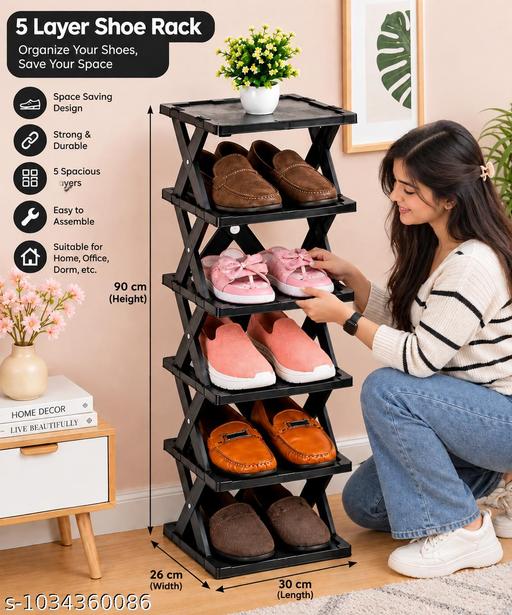 5 Layer Shoe Rack
Organize Your Shoes,
Save Your Space
Space Saving
Design
Strong &
Durable
5 Spacious
Easy to
Assemble
Suitable for
Home, Office,
Dorm, etc.
90 cm
(Height)
HOME DECOR
LIVE BEAUTIFULLY
26 cm
(Width)
30 cm
(Length)
s-1034360086